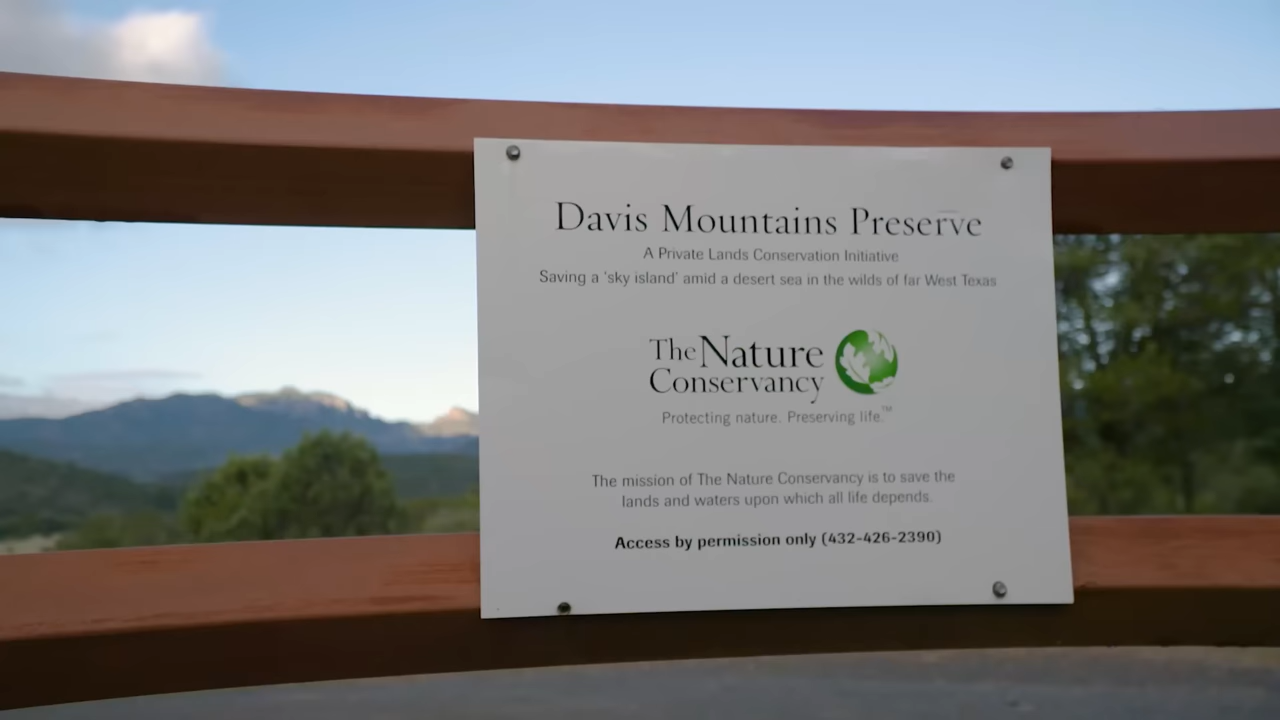 Davis Mountains Preserve
A Private Lands Conservation Initiative
Saving a 'sky island' amid a desert sea in the wilds of far West Texas
The Nature
Conservancy
Protecting nature. Preserving life.™
The mission of The Nature Conservancy is to save the
lands and waters upon which all life depends.
Access by permission only (432-426-2390)